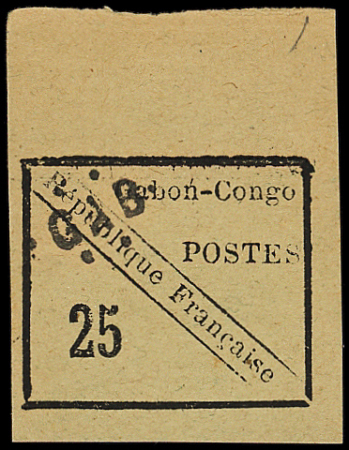 Gabon-Congo
POSTES
République Française
25